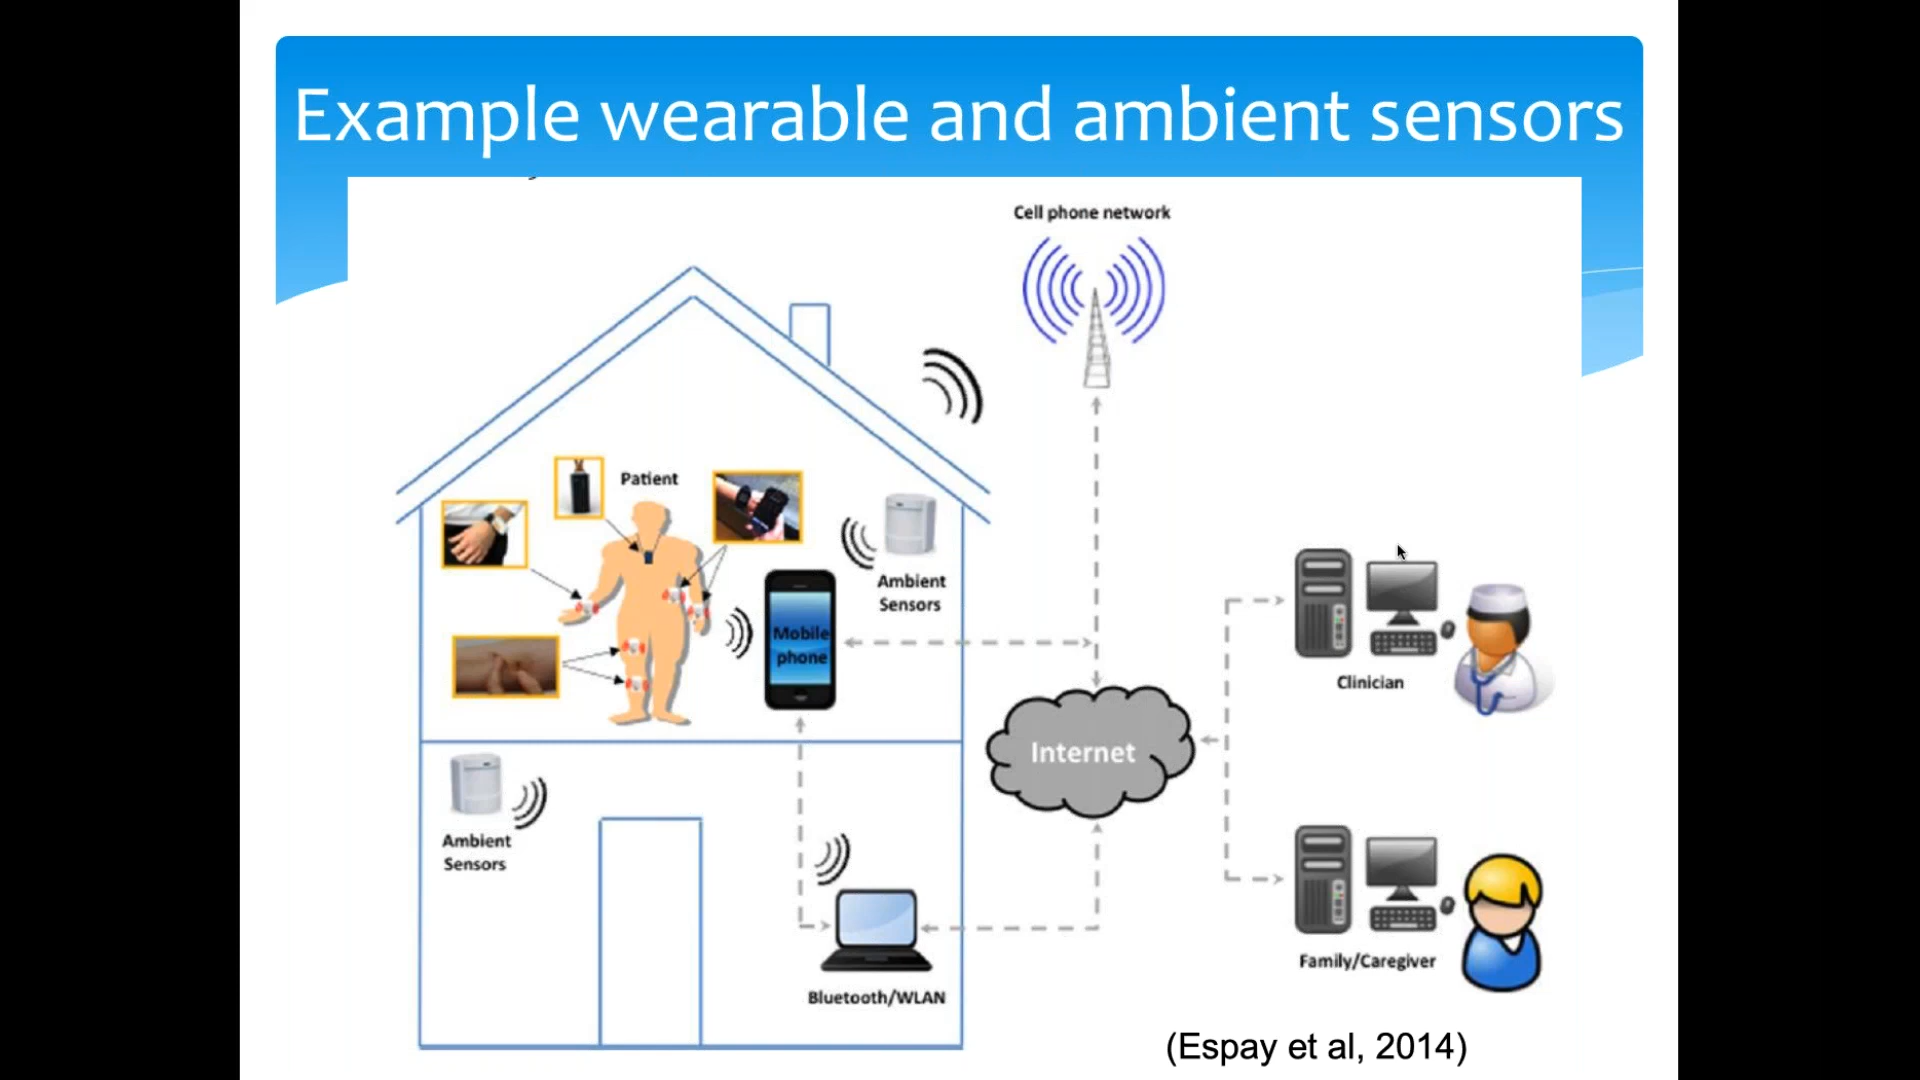 Example wearable and ambient sensors
Cell phone network
Patient
Ambient
Sensors
Mobile
phone
Clinician
Internet
Ambient
Sensors
Family/Caregiver
Bluetooth/WLAN
(Espay et al, 2014)